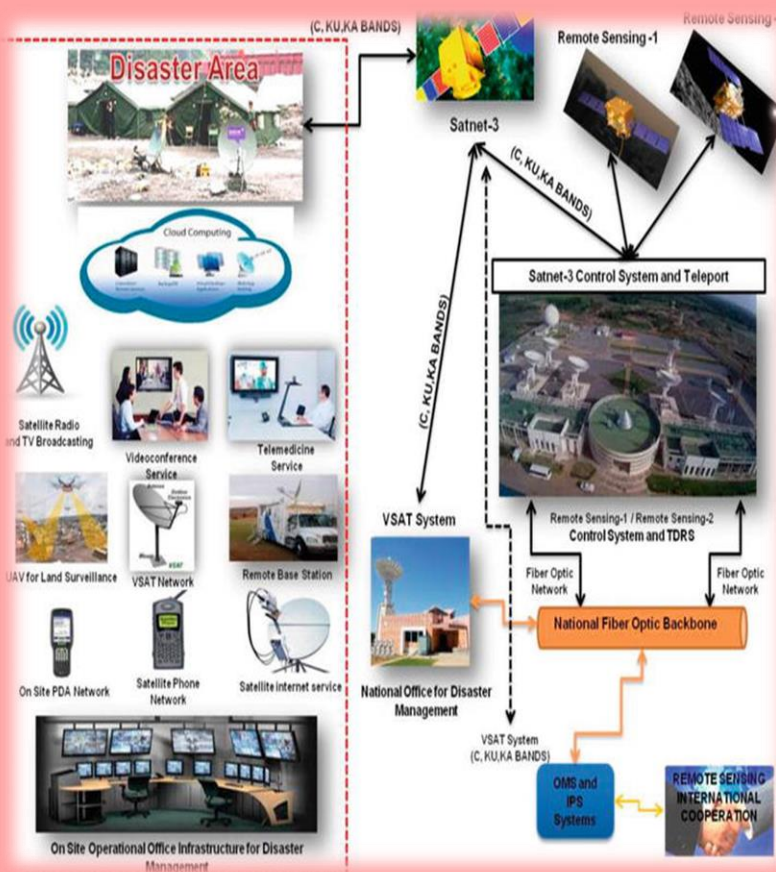 (C, KU,KA BANDS)
Remote Sensing -
Disaster Area
Remote Sensing -1
Satnet-3
(C, KU,KA BANDS)
Cloud Computing
Satnet-3 Control System and Teleport
(C, KU,KA BANDS)
Satellite Radio
and TV Broadcasting
Videoconference
Service
Telemedicine
Service
VSAT System
Remote Sensing-1 / Remote Sensing-2
Control System and TDRS
VSAT
UAV for Land Surveillance
VSAT Network
Remote Base Station
Fiber Optic
Network
Fiber Optic
Network
National Fiber Optic Backbone
On Site PDA Network
Satellite Phone
Network
Satellite internet service
National Office for Disaster
Management
VSAT System
(C, KU,KA BANDS)
OMS and
IPS
Systems
REMOTE SENSING
INTERNATIONAL
COOPERATION
On Site Operational Office Infrastructure for Disaster
Management